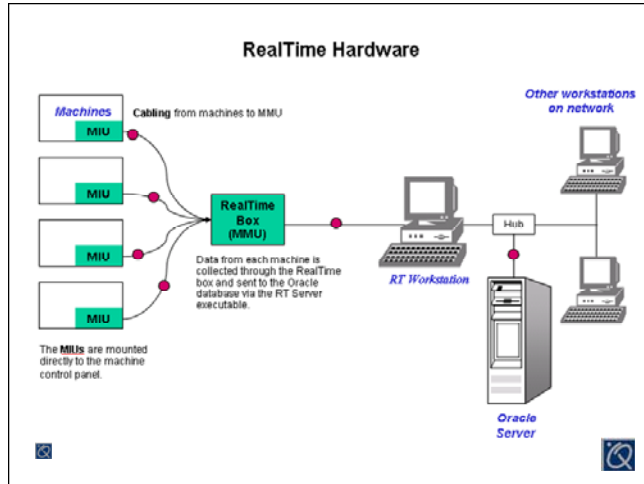 RealTime Hardware
Machines
MIU
Cabling from machines to MMU
MIU
MIU
MIU
The MIUs are mounted
directly to the machine
control panel.
RealTime
Box
(MMU)
Data from each machine is
collected through the RealTime
box and sent to the Oracle
database via the RT Server
executable.
RT Workstation
Hub
Other workstations
on network
Oracle
Server
IQ
IQ